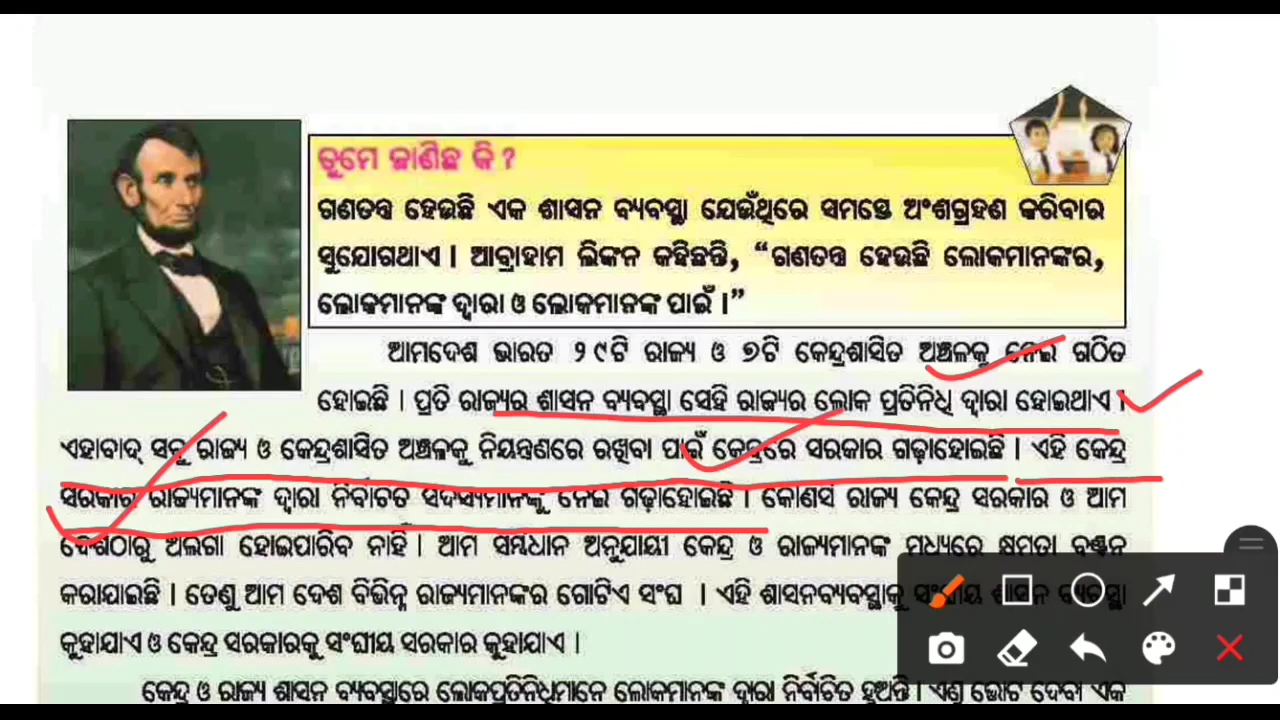 ତୁମେ ଜାଣିଛ କି ?
ଗଣତନ୍ତ୍ର ହେଉଛି ଏକ ଶାସନ ବ୍ୟବସ୍ଥା ଯେଉଁଥିରେ ସମସ୍ତେ ଅଂଶଗ୍ରହଣ କରିବାର
ସୁଯୋଗଥାଏ । ଆବ୍ରାହାମ ଲିଙ୍କନ କହିଛନ୍ତି, “ଗଣତନ୍ତ୍ର ହେଉଛି ଲୋକମାନଙ୍କର,
ଲୋକମାନଙ୍କ ଦ୍ୱାରା ଓ ଲୋକମାନଙ୍କ ପାଇଁ ।”
ଆମଦେଶ ଭାରତ ୨୯ଟି ରାଜ୍ୟ ଓ ୭ଟି କେନ୍ଦ୍ରଶାସିତ ଅଞ୍ଚଳକୁ ନେଇ ଗଠିତ
ହୋଇଛି । ପ୍ରତି ରାଜ୍ୟର ଶାସନ ବ୍ୟବସ୍ଥା ସେହି ରାଜ୍ୟର ଲୋକ ପ୍ରତିନିଧି ଦ୍ୱାରା ହୋଇଥାଏ ।
ଏହାବାଦ୍ ସବୁ ରାଜ୍ୟ ଓ କେନ୍ଦ୍ରଶାସିତ ଅଞ୍ଚଳକୁ ନିୟନ୍ତ୍ରଣରେ ରଖିବା ପାଇଁ କେନ୍ଦ୍ରରେ ସରକାର ଗଢ଼ାହୋଇଛି । ଏହି କେନ୍ଦ୍ର
ସରକାର ରାଜ୍ୟମାନଙ୍କ ଦ୍ୱାରା ନିର୍ବାଚିତ ସଦସ୍ୟମାନଙ୍କୁ ନେଇ ଗଢ଼ାହୋଇଛି । କୋଣସି ରାଜ୍ୟ କେନ୍ଦ୍ର ସରକାର ଓ ଆମ
ଦେଶଠାରୁ ଅଲଗା ହୋଇପାରିବ ନାହିଁ । ଆମ ସମ୍ବିଧାନ ଅନୁଯାୟୀ କେନ୍ଦ୍ର ଓ ରାଜ୍ୟମାନଙ୍କ ମଧ୍ୟରେ କ୍ଷମତା ବଣ୍ଟନ
କରାଯାଇଛି । ତେଣୁ ଆମ ଦେଶ ବିଭିନ୍ନ ରାଜ୍ୟମାନଙ୍କର ଗୋଟିଏ ସଂଘ । ଏହି ଶାସନବ୍ୟବସ୍ଥାକୁ ସଂଘୀୟ ଶାସନ ବ୍ୟବସ୍ଥା
କୁହାଯାଏ ଓ କେନ୍ଦ୍ର ସରକାରକୁ ସଂଘୀୟ ସରକାର କୁହାଯାଏ ।
କେନ୍ଦ୍ର ଓ ରାଜ୍ୟ ଶାସନ ବ୍ୟବସ୍ଥାରେ ଲୋକପ୍ରତିନିଧିମାନେ ଲୋକମାନଙ୍କ ଦ୍ୱାରା ନିର୍ବାଚିତ ହୁଅନ୍ତି । ଏଣୁ ଭୋଟ ଦେବା ଏକ